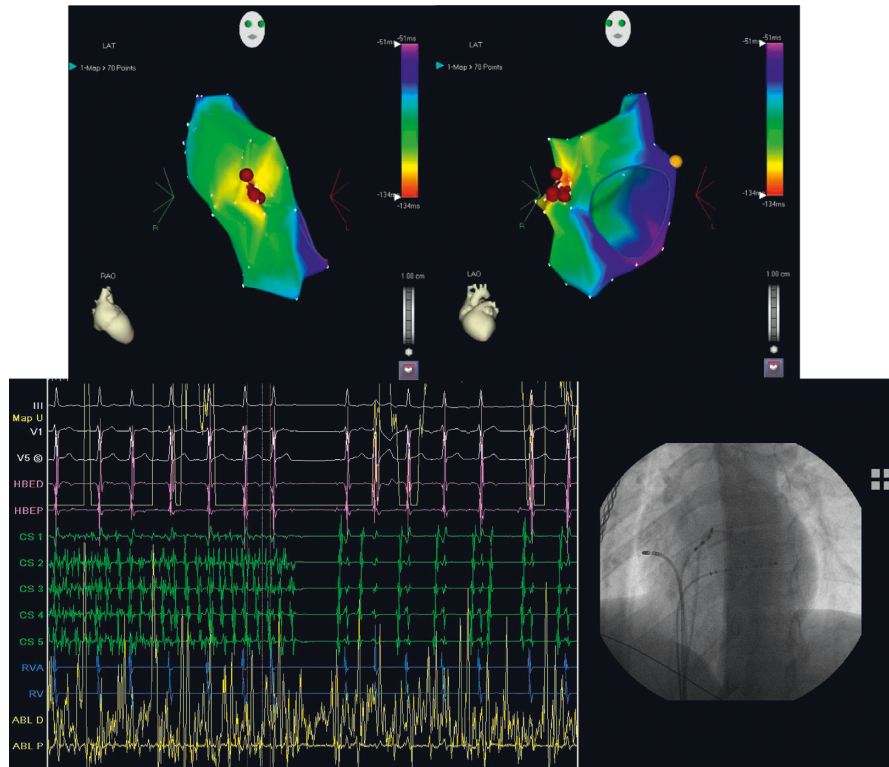 LAT
1-Map > 70 Points
-51ms
-51ms
-134ms
-134ms
R
L
RAO
1.00 cm
LAT
1-Map > 70 Points
-51ms
-51ms
-134ms
-134ms
R
L
LAO
1.00 cm
III
Map U
V1
V5 Ⓢ
HBED
HBEP
CS 1
CS 2
CS 3
CS 4
CS 5
RVA
RV
ABL D
ABL P